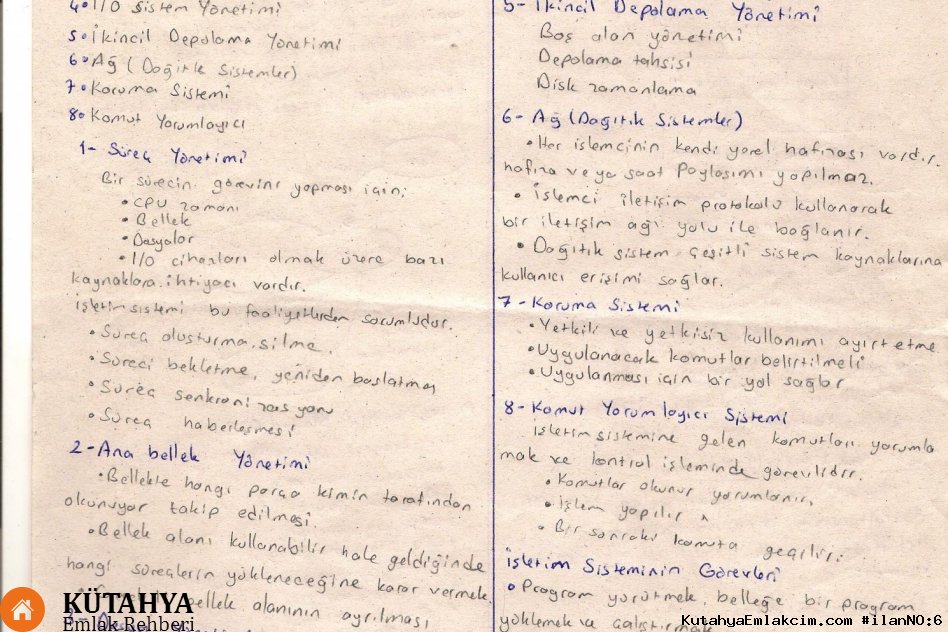 4. I/O Sistem Yönetimi
5. İkincil Depolama Yönetimi
6. Ağ (Dağıtık Sistemler)
7. Koruma Sistemi
8. Komut Yorumlayıcı
1- Süreç Yönetimi
Bir sürecin görevini yapması için;
• CPU zamanı
• Bellek
• Dosyalar
• I/O cihazları olmak üzere bazı
kaynaklara ihtiyacı vardır.
işletim sistemi bu faaliyetlerden sorumludur.
• Süreç oluşturma, silme,
• Süreci bekletme, yeniden başlatma
• Süreç senkronizasyonu
• Süreç haberleşmesi
2- Ana bellek Yönetimi
• Bellekte hangi parça kimin tarafından
okunuyor takip edilmesi.
• Bellek alanı kullanabilir hale geldiğinde
hangi süreçlerin yükleneceğine karar vermek.
bellek alanının ayrılması
5- İkincil Depolama Yönetimi
Boş alan yönetimi
Depolama tahsisi
Disk zamanlama
6- Ağ (Dağıtık Sistemler)
• Her işlemcinin kendi yerel hafızası vardır.
hafıza veya saat paylaşımı yapılmaz.
• İşlemci iletişim protokolü kullanarak
bir iletişim ağı yolu ile bağlanır.
• Dağıtık sistem çeşitli sistem kaynaklarına
kullanıcı erişimi sağlar.
7- Koruma Sistemi
• Yetkili ve yetkisiz kullanımı ayırt etme
• Uygulanacak komutlar belirtilmeli
• Uygulanması için bir yol sağlar
8- Komut Yorumlayıcı Sistemi
işletim sistemine gelen komutları yorumla
mak ve kontrol işleminde görevlidir.
• Komutlar okunur yorumlanır,
• İşlem yapılır
• Bir sonraki komuta geçilir.
işletim Sisteminin Görevleri
• Program yürütmek, belleğe bir program
yüklemek ve çalıştırmak
KÜTAHYA
Emlak Rehberi
KutahyaEmlakcim.com #ilanNO:6